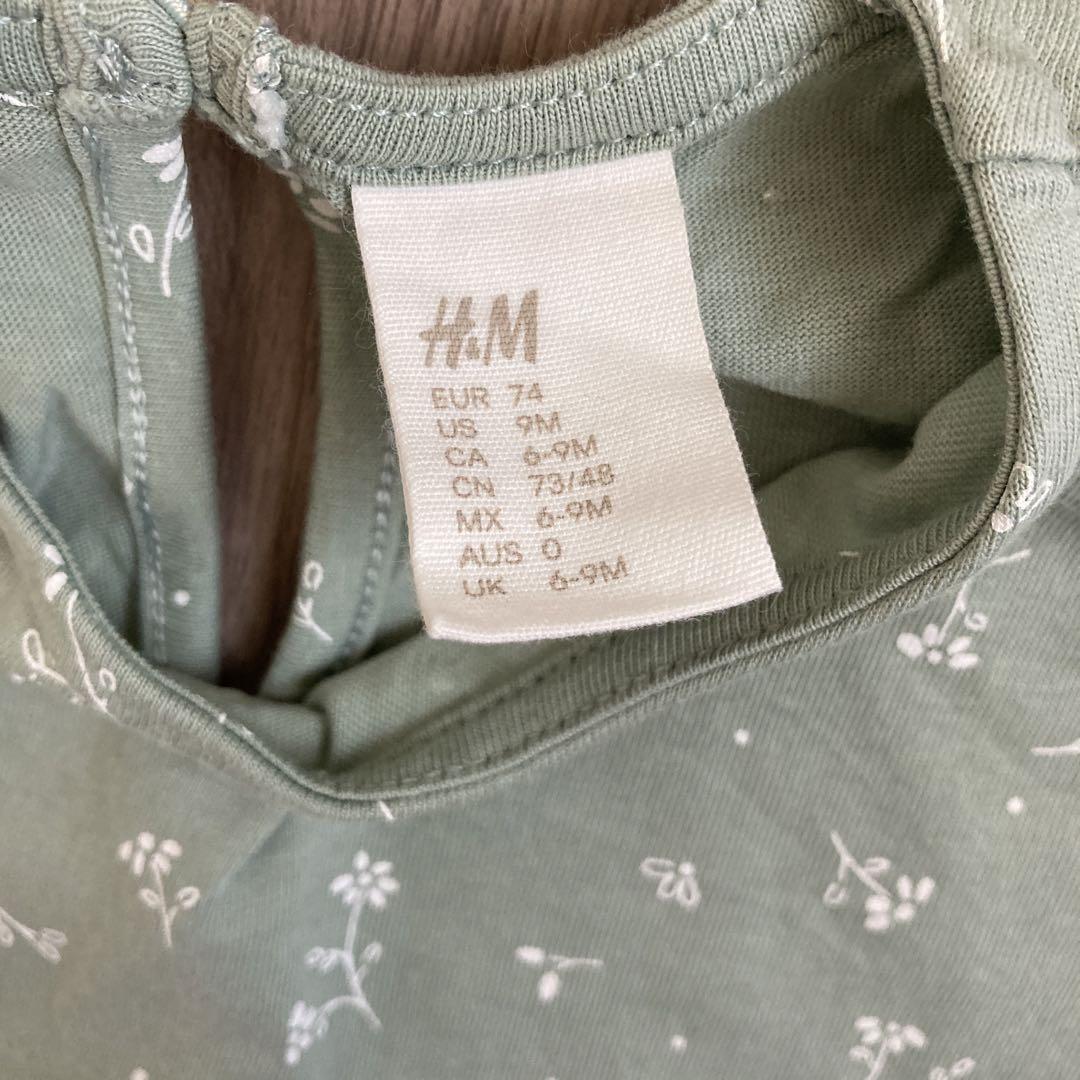 H&M
EUR 74
US 9M
CA 6-9M
CN 73/48
MX 6-9M
AUS 0
UK 6-9M